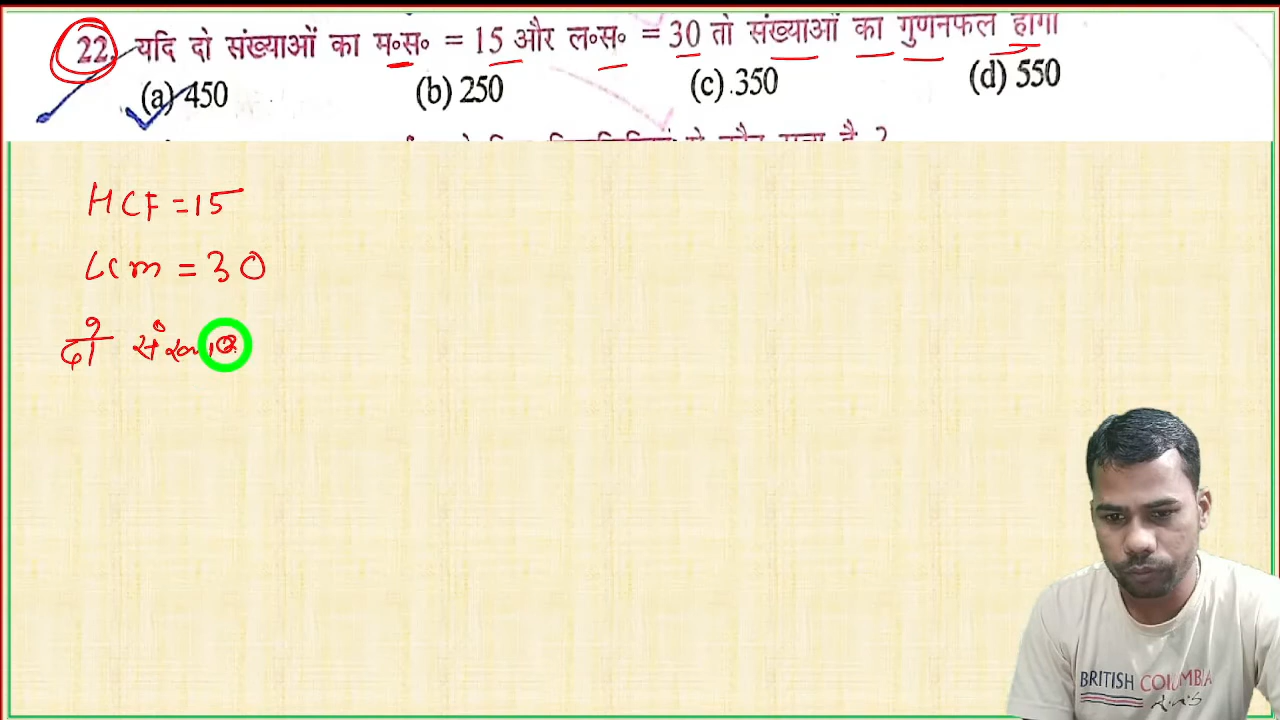 22. यदि दो संख्याओं का म॰स॰ = 15 और ल॰स॰ = 30 तो संख्याओं का गुणनफल होगा
(a) 450 (b) 250 (c) 350 (d) 550
HCF = 15
Lcm = 30
दो
BRITISH COLUMBIA